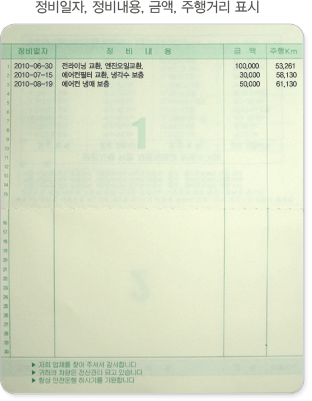 정비일자, 정비내용, 금액, 주행거리 표시
정비일자 정 비 내 용 금 액 주행Km
1 2010-06-30 전라이닝 교환, 엔진오일교환, 100,000 53,261
2 2010-07-15 에어컨필터 교환, 냉각수 보충 30,000 58,130
3 2010-08-19 에어컨 냉매 보충 50,000 61,130
1
2
▶ 저희 업체를 찾아 주셔서 감사합니다
▶ 귀하의 차량은 전산관리 되고 있습니다
▶ 항상 안전운행 하시기를 기원합니다